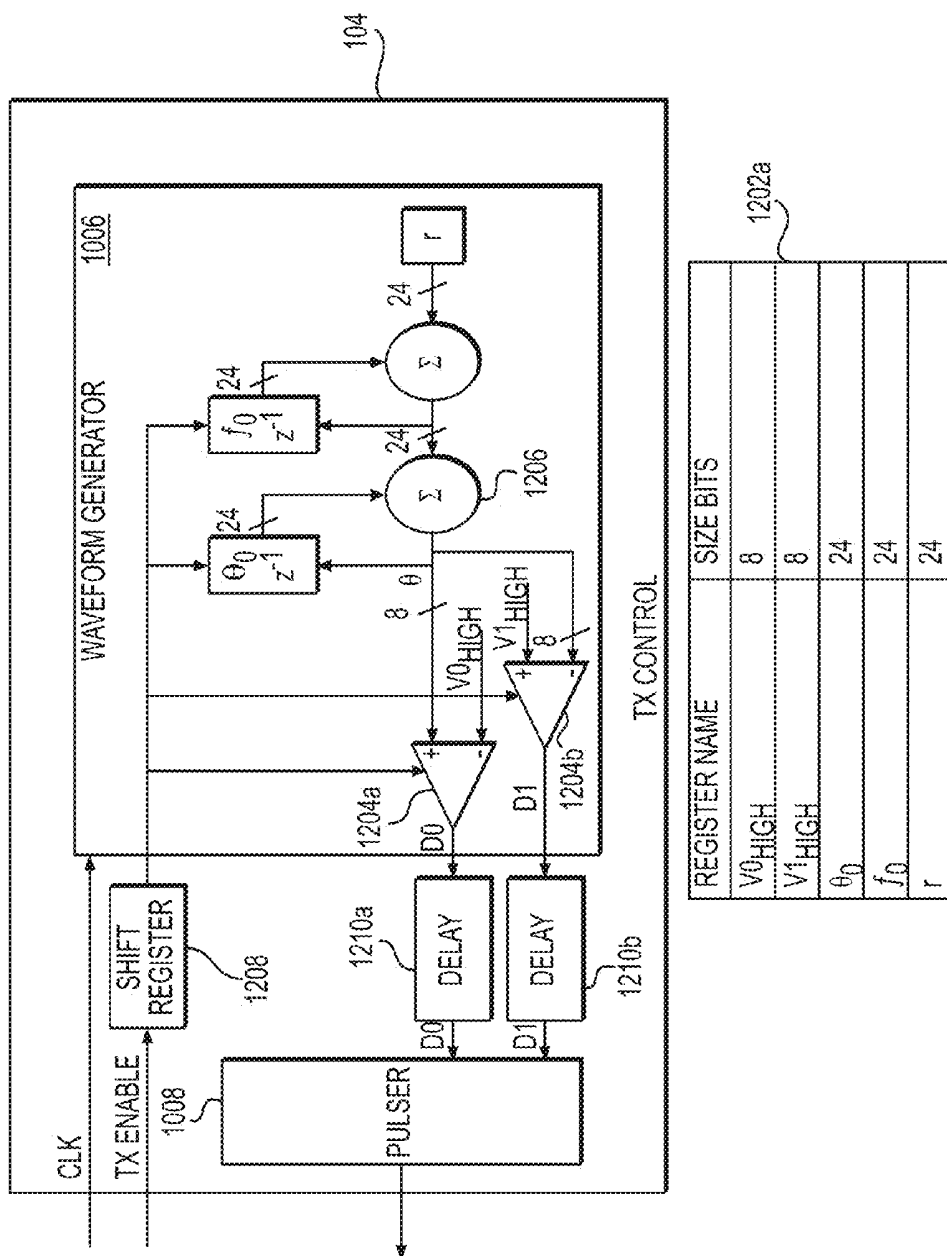 104
CLK
TX ENABLE
SHIFT
REGISTER
1208
WAVEFORM GENERATOR
1006
θ0
z-1
24
f0
z-1
24
r
24
Σ
24
Σ
1206
θ
8
V0HIGH
V1HIGH
8
+
-
1204a
+
-
1204b
D0
D1
1210a
DELAY
DELAY
1210b
D0
D1
1008
PULSER
TX CONTROL
1202a
REGISTER NAME SIZE BITS
V0HIGH 8
V1HIGH 8
θ0 24
f0 24
r 24